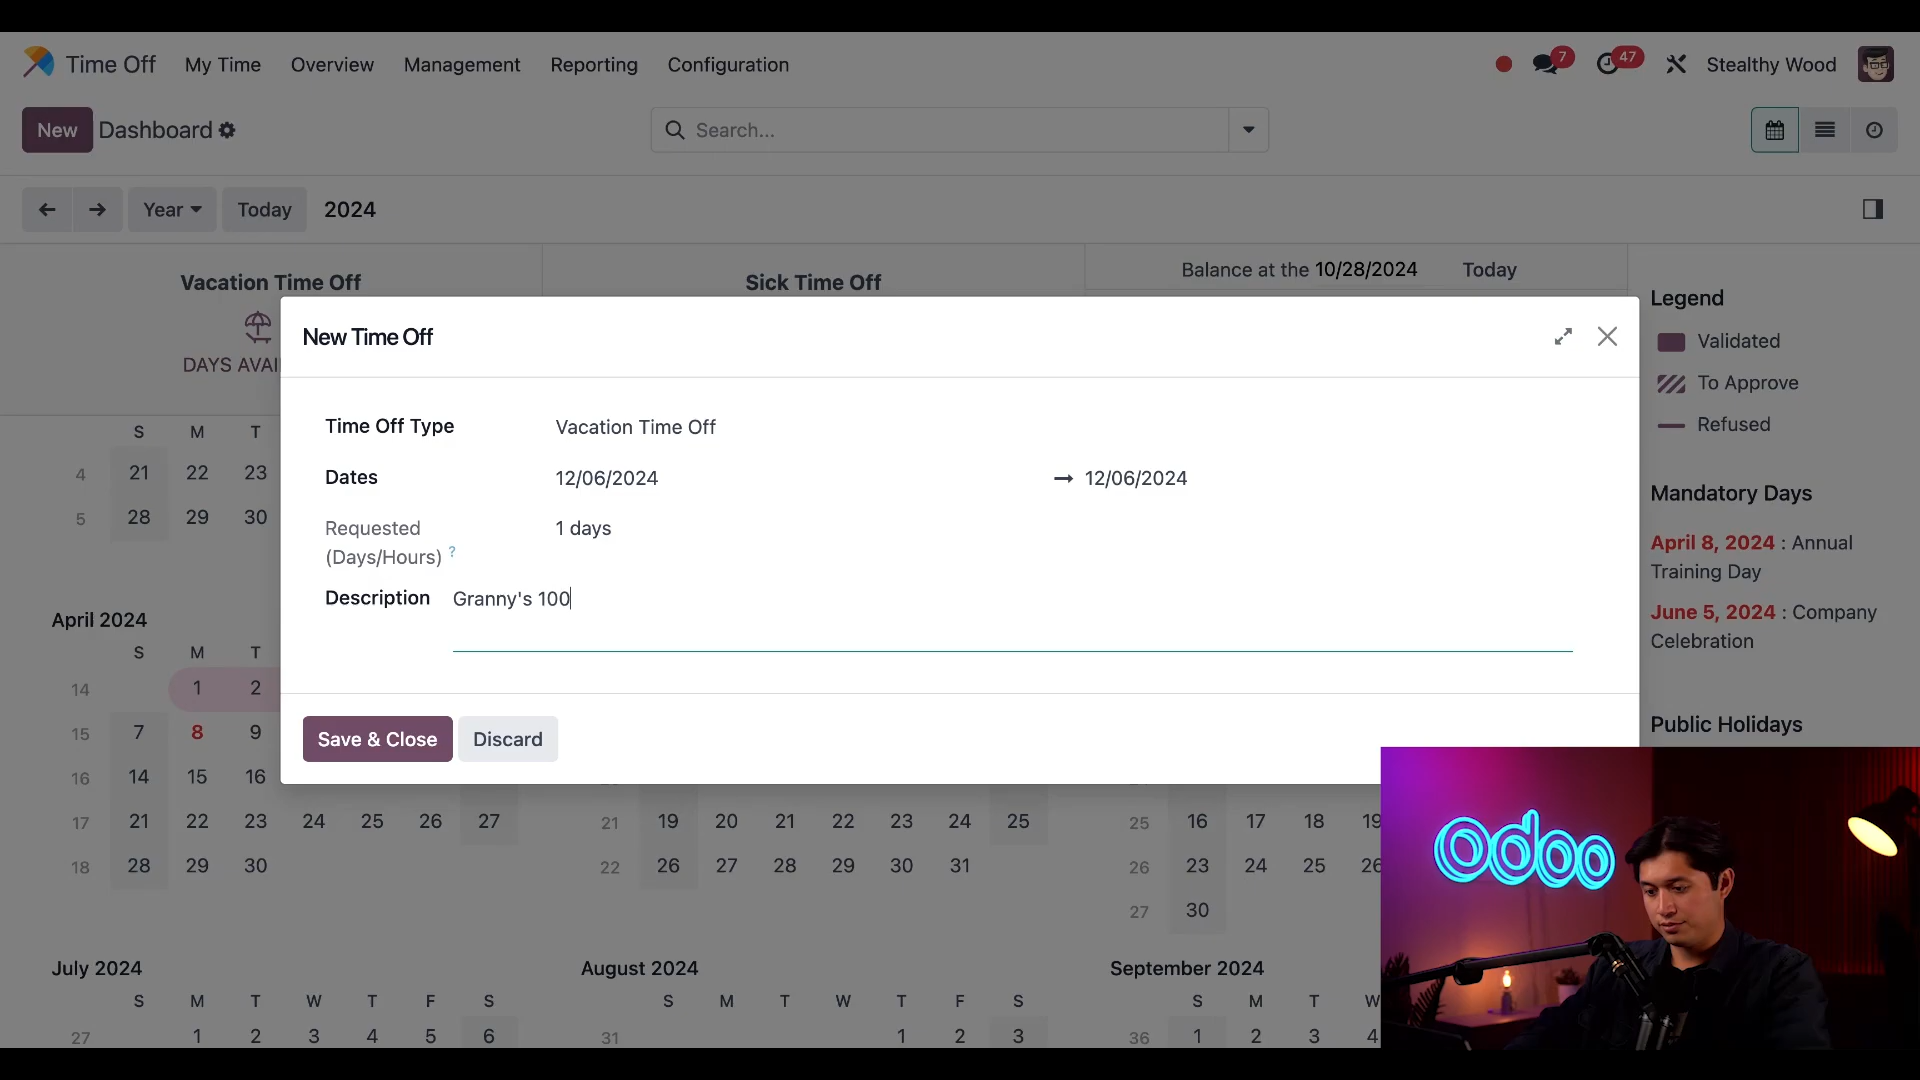 Time Off My Time Overview Management Reporting Configuration 7 47 Stealthy Wood
New Dashboard Search...
Year Today 2024
Vacation Time Off Sick Time Off Balance at the 10/28/2024 Today
DAYS AVAI
New Time Off
Time Off Type Vacation Time Off
Dates 12/06/2024 → 12/06/2024
Requested 1 days
(Days/Hours) ?
Description Granny's 100
Save & Close Discard
Legend
Validated
To Approve
Refused
Mandatory Days
April 8, 2024 : Annual
Training Day
June 5, 2024 : Company
Celebration
Public Holidays
S M T
4 21 22 23
5 28 29 30
April 2024
S M T
14 1 2
15 7 8 9
16 14 15 16
17 21 22 23 24 25 26 27 21 19 20 21 22 23 24 25 25 16 17 18 19
18 28 29 30 22 26 27 28 29 30 31 26 23 24 25 26
27 30
July 2024 August 2024 September 2024
S M T W T F S S M T W T F S S M T W
27 1 2 3 4 5 6 31 1 2 3 36 1 2 3 4
odoo